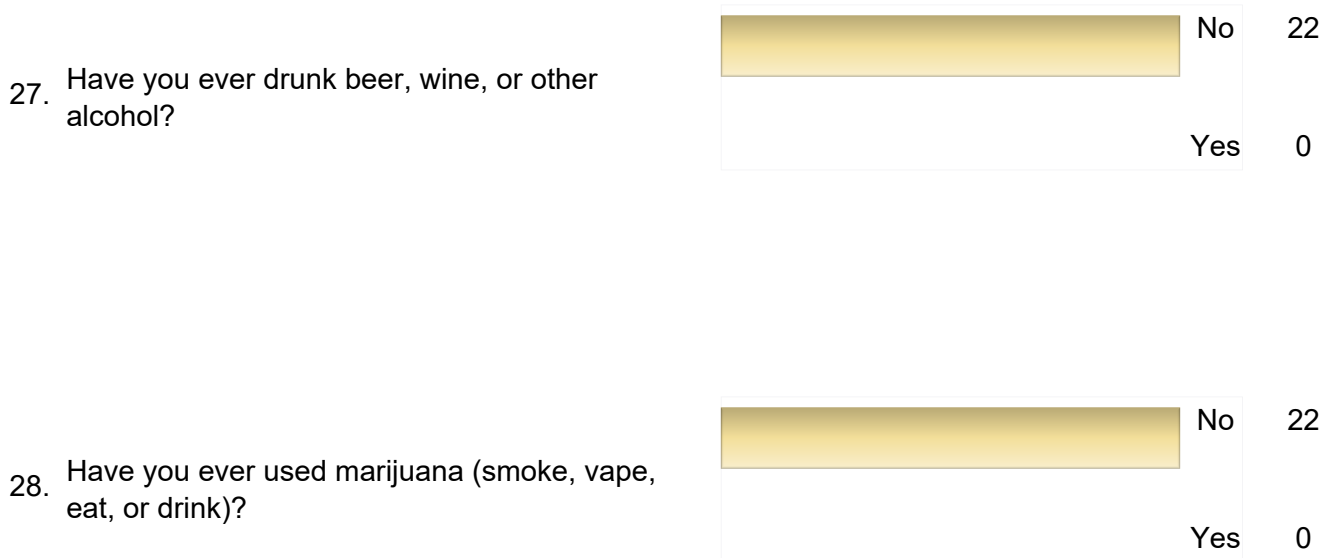 No 22
27. Have you ever drunk beer, wine, or other
alcohol?
Yes 0
No 22
28. Have you ever used marijuana (smoke, vape,
eat, or drink)?
Yes 0